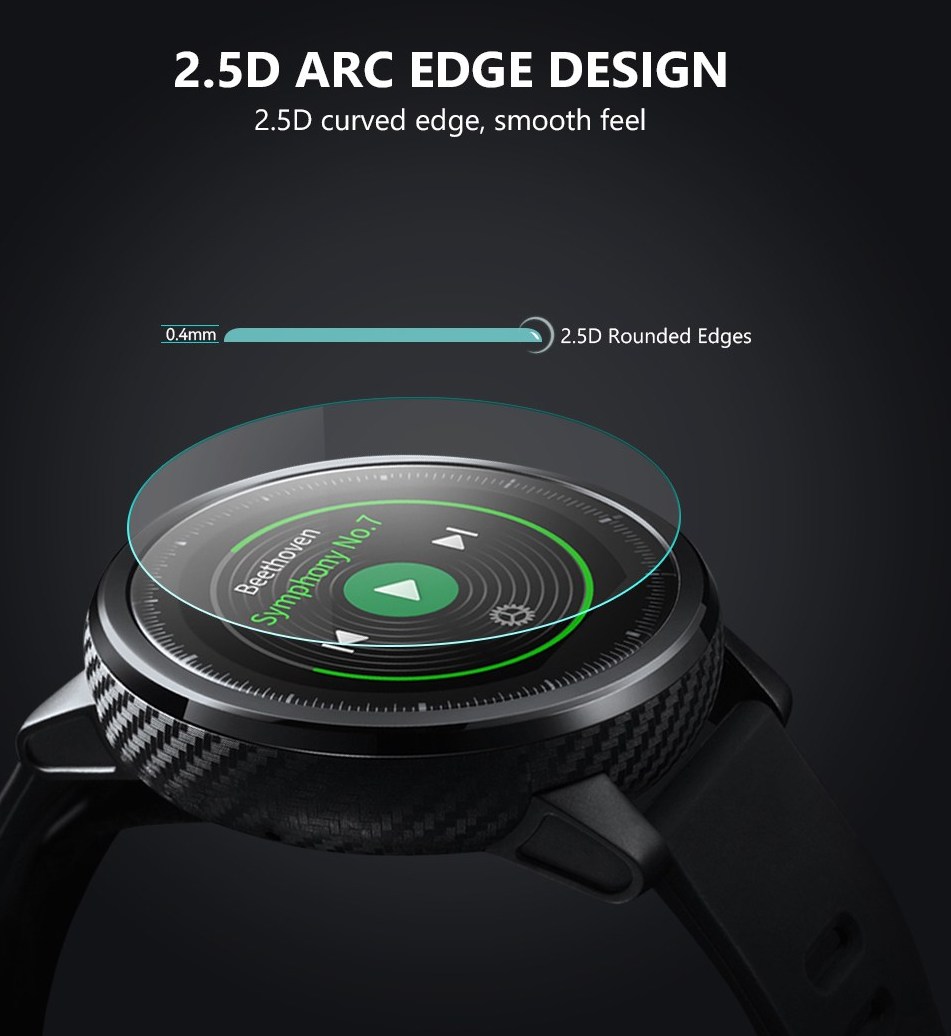 2.5D ARC EDGE DESIGN
2.5D curved edge, smooth feel
0.4mm
2.5D Rounded Edges
Beethoven
Symphony No.7